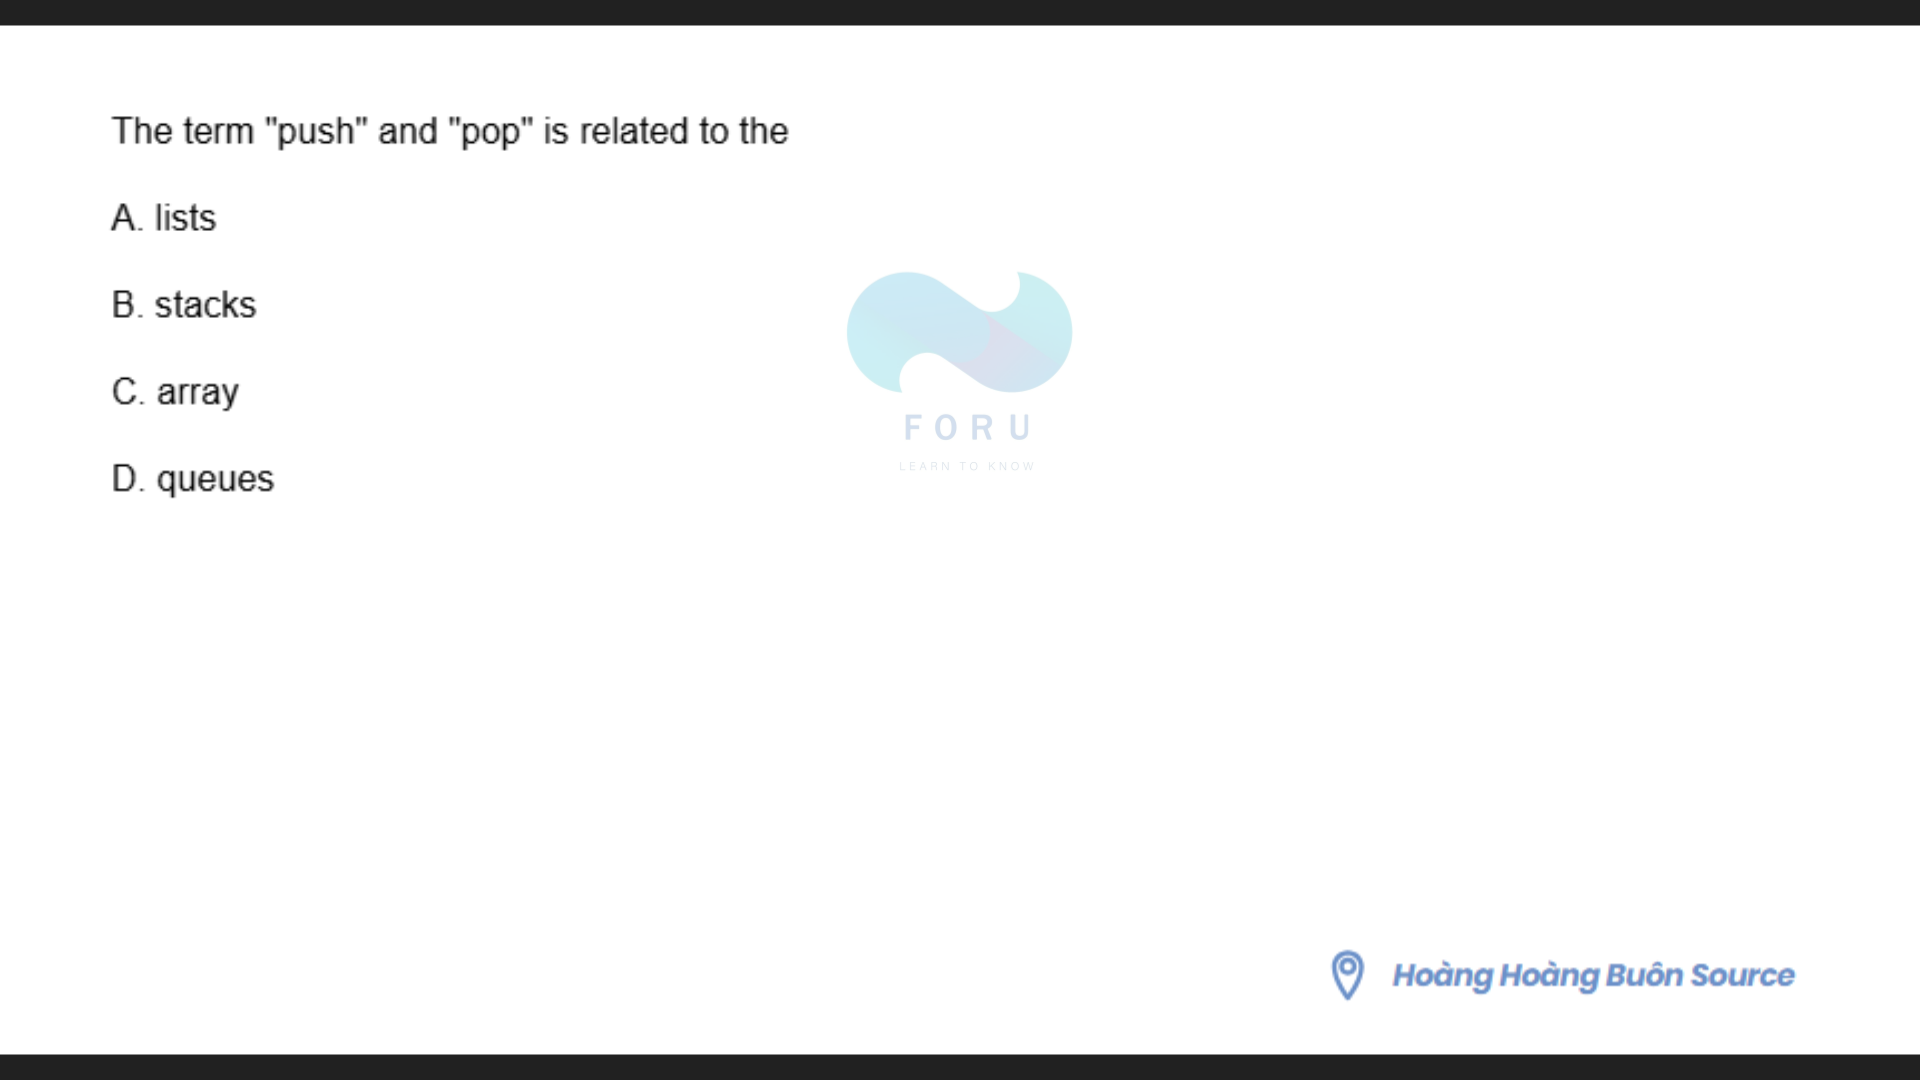 The term "push" and "pop" is related to the
A. lists
B. stacks
C. array
D. queues
FORU
LEARN TO KNOW
Hoàng Hoàng Buôn Source